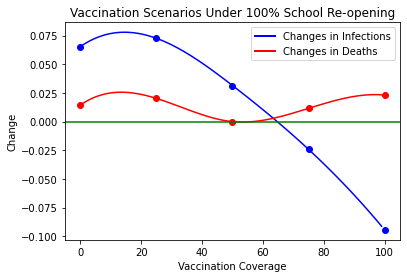 Vaccination Scenarios Under 100% School Re-opening
Changes in Infections
Changes in Deaths
Change
0.075
0.050
0.025
0.000
−0.025
−0.050
−0.075
−0.100
0 20 40 60 80 100
Vaccination Coverage